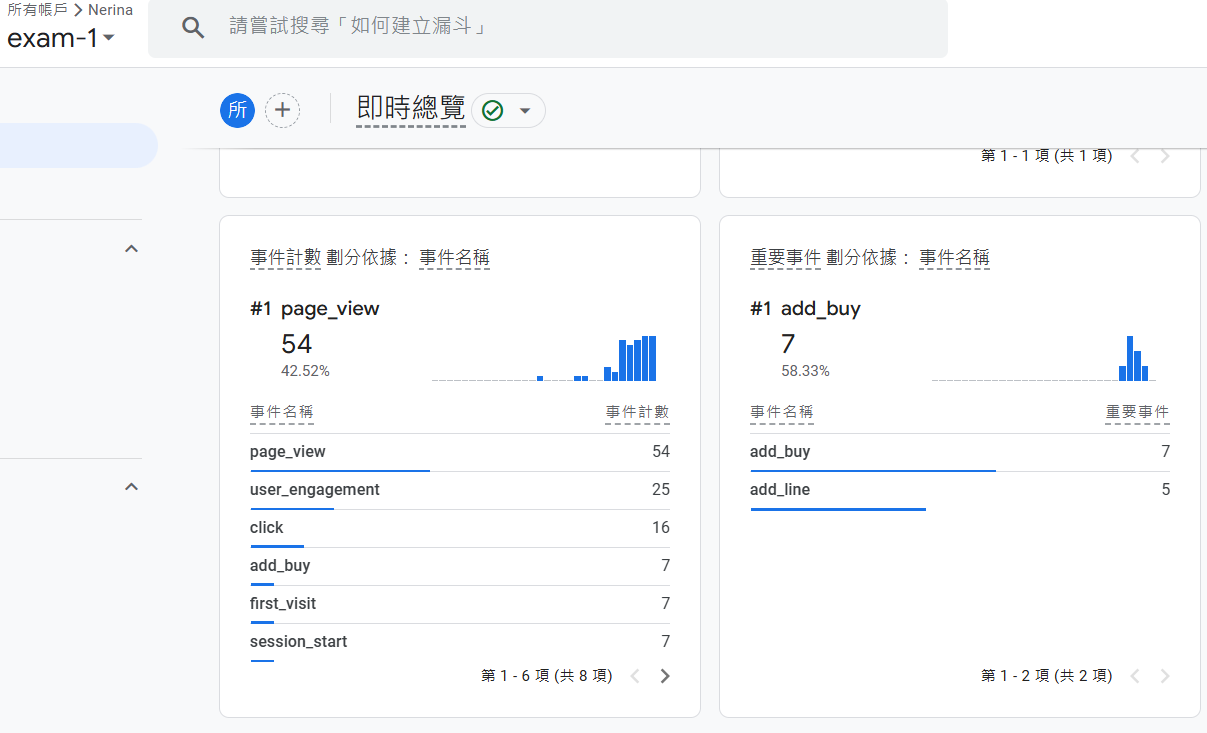 所有帳戶 > Nerina
exam-1
請嘗試搜尋「如何建立漏斗」
所
即時總覽
第 1 - 1 項 (共 1 項)
事件計數 劃分依據： 事件名稱
#1 page_view
54
42.52%
事件名稱 事件計數
page_view 54
user_engagement 25
click 16
add_buy 7
first_visit 7
session_start 7
第 1 - 6 項 (共 8 項)
重要事件 劃分依據： 事件名稱
#1 add_buy
7
58.33%
事件名稱 重要事件
add_buy 7
add_line 5
第 1 - 2 項 (共 2 項)